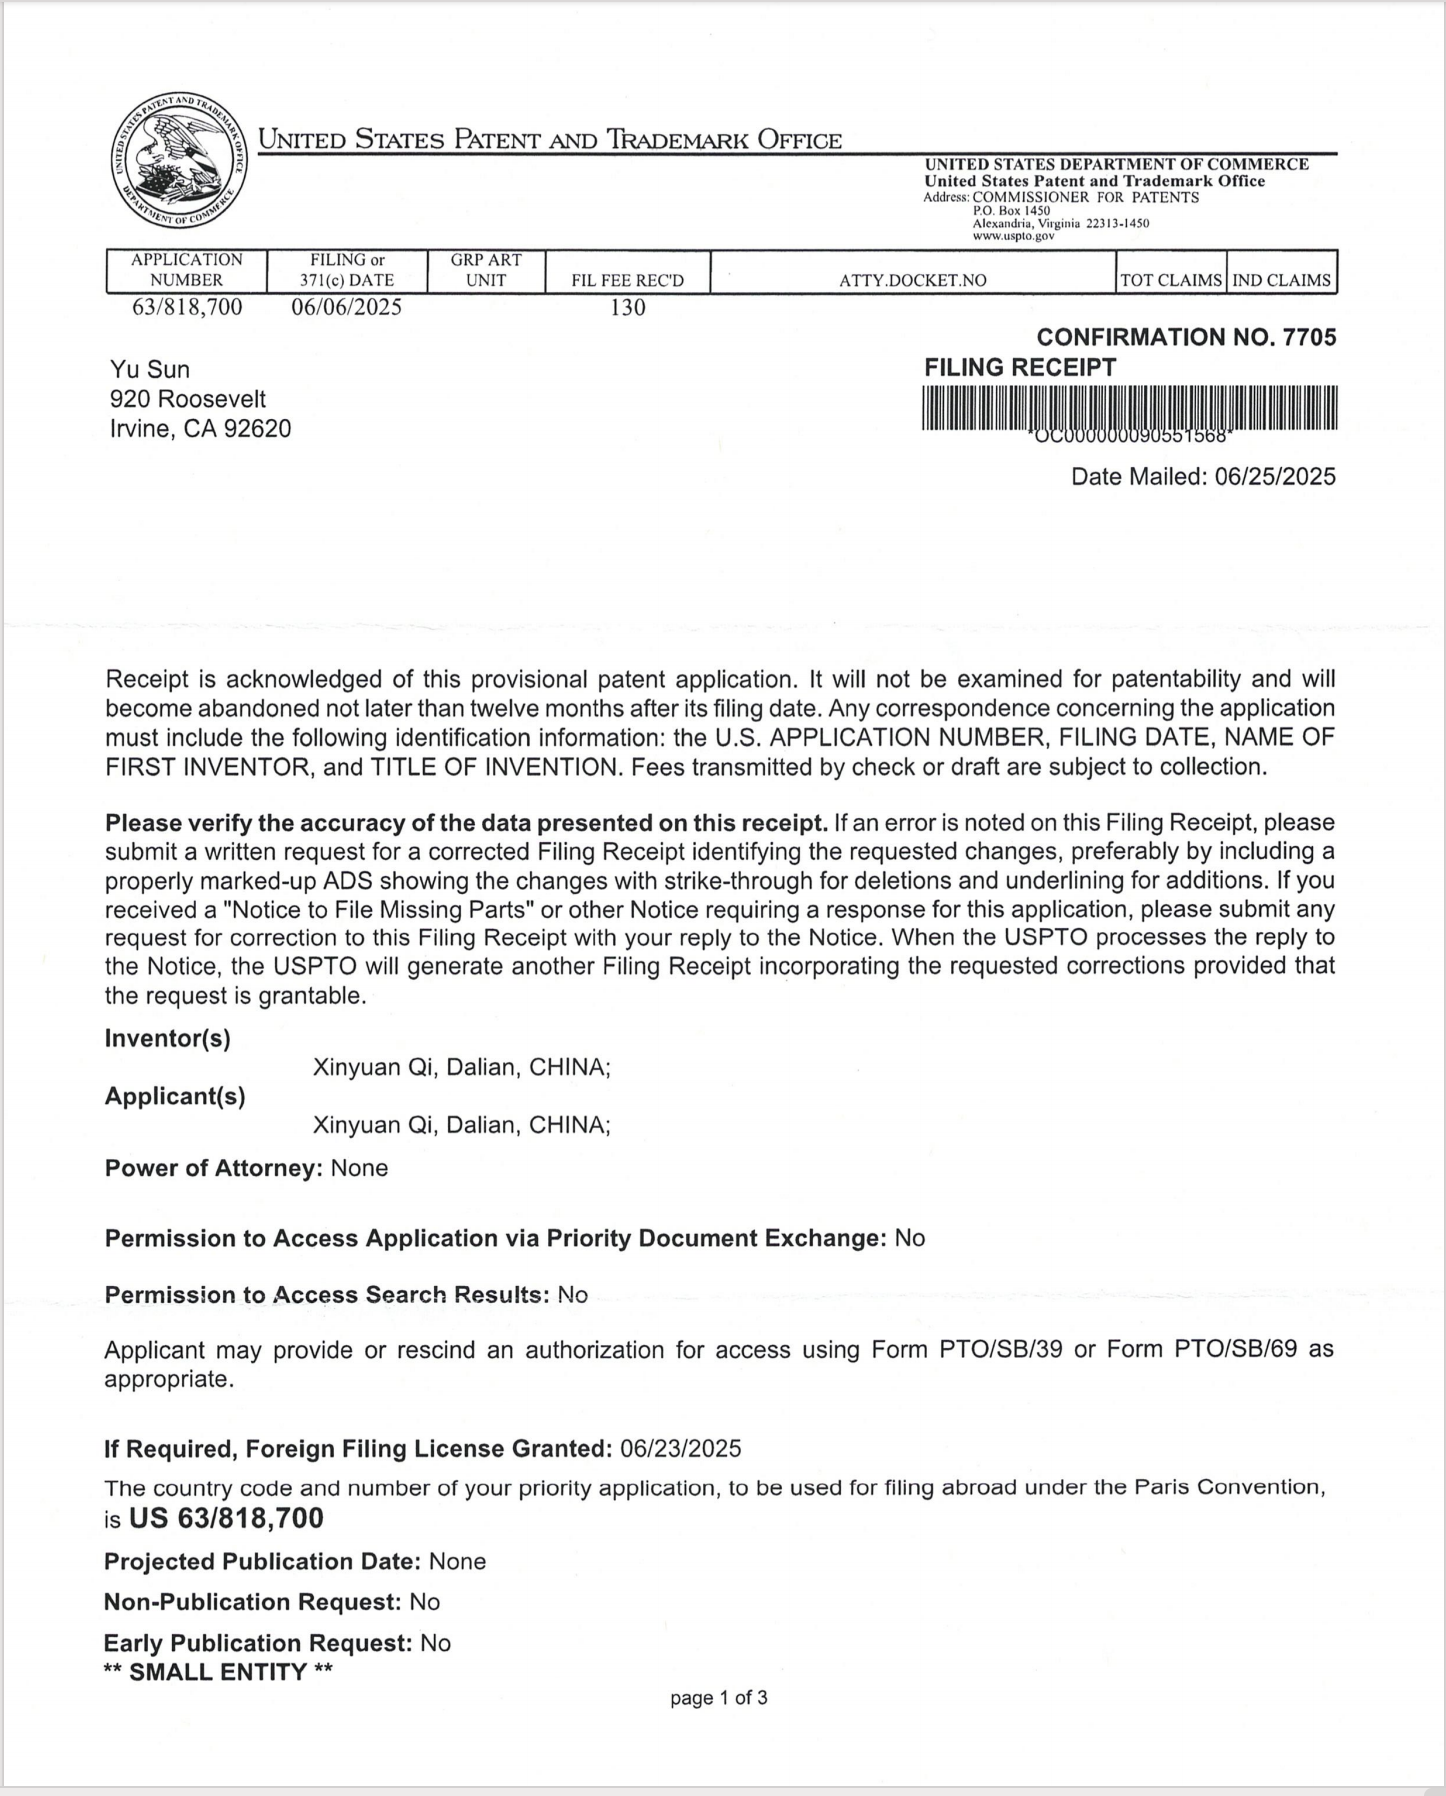 UNITED STATES PATENT AND TRADEMARK OFFICE
DEPARTMENT OF COMMERCE
UNITED STATES PATENT AND TRADEMARK OFFICE
UNITED STATES DEPARTMENT OF COMMERCE
United States Patent and Trademark Office
Address: COMMISSIONER FOR PATENTS
P.O. Box 1450
Alexandria, Virginia 22313-1450
www.uspto.gov
APPLICATION NUMBER
FILING or 371(c) DATE
GRP ART UNIT
FIL FEE REC'D
ATTY.DOCKET.NO
TOT CLAIMS
IND CLAIMS
63/818,700 06/06/2025 130
CONFIRMATION NO. 7705
Yu Sun
920 Roosevelt
Irvine, CA 92620
FILING RECEIPT
*OC000000090551568*
Date Mailed: 06/25/2025
Receipt is acknowledged of this provisional patent application. It will not be examined for patentability and will
become abandoned not later than twelve months after its filing date. Any correspondence concerning the application
must include the following identification information: the U.S. APPLICATION NUMBER, FILING DATE, NAME OF
FIRST INVENTOR, and TITLE OF INVENTION. Fees transmitted by check or draft are subject to collection.
Please verify the accuracy of the data presented on this receipt. If an error is noted on this Filing Receipt, please
submit a written request for a corrected Filing Receipt identifying the requested changes, preferably by including a
properly marked-up ADS showing the changes with strike-through for deletions and underlining for additions. If you
received a "Notice to File Missing Parts" or other Notice requiring a response for this application, please submit any
request for correction to this Filing Receipt with your reply to the Notice. When the USPTO processes the reply to
the Notice, the USPTO will generate another Filing Receipt incorporating the requested corrections provided that
the request is grantable.
Inventor(s)
Xinyuan Qi, Dalian, CHINA;
Applicant(s)
Xinyuan Qi, Dalian, CHINA;
Power of Attorney: None
Permission to Access Application via Priority Document Exchange: No
Permission to Access Search Results: No
Applicant may provide or rescind an authorization for access using Form PTO/SB/39 or Form PTO/SB/69 as
appropriate.
If Required, Foreign Filing License Granted: 06/23/2025
The country code and number of your priority application, to be used for filing abroad under the Paris Convention,
is US 63/818,700
Projected Publication Date: None
Non-Publication Request: No
Early Publication Request: No
** SMALL ENTITY **
page 1 of 3